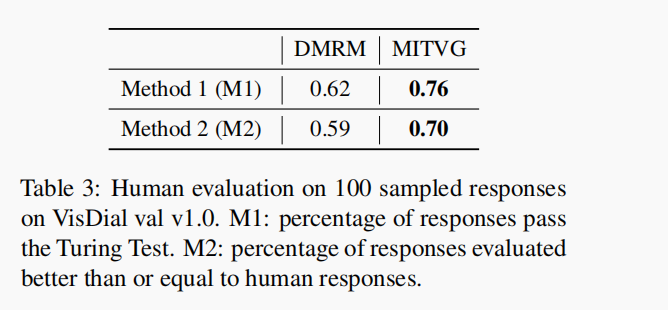 DMRM MITVG
Method 1 (M1) 0.62 0.76
Method 2 (M2) 0.59 0.70
Table 3: Human evaluation on 100 sampled responses
on VisDial val v1.0. M1: percentage of responses pass
the Turing Test. M2: percentage of responses evaluated
better than or equal to human responses.